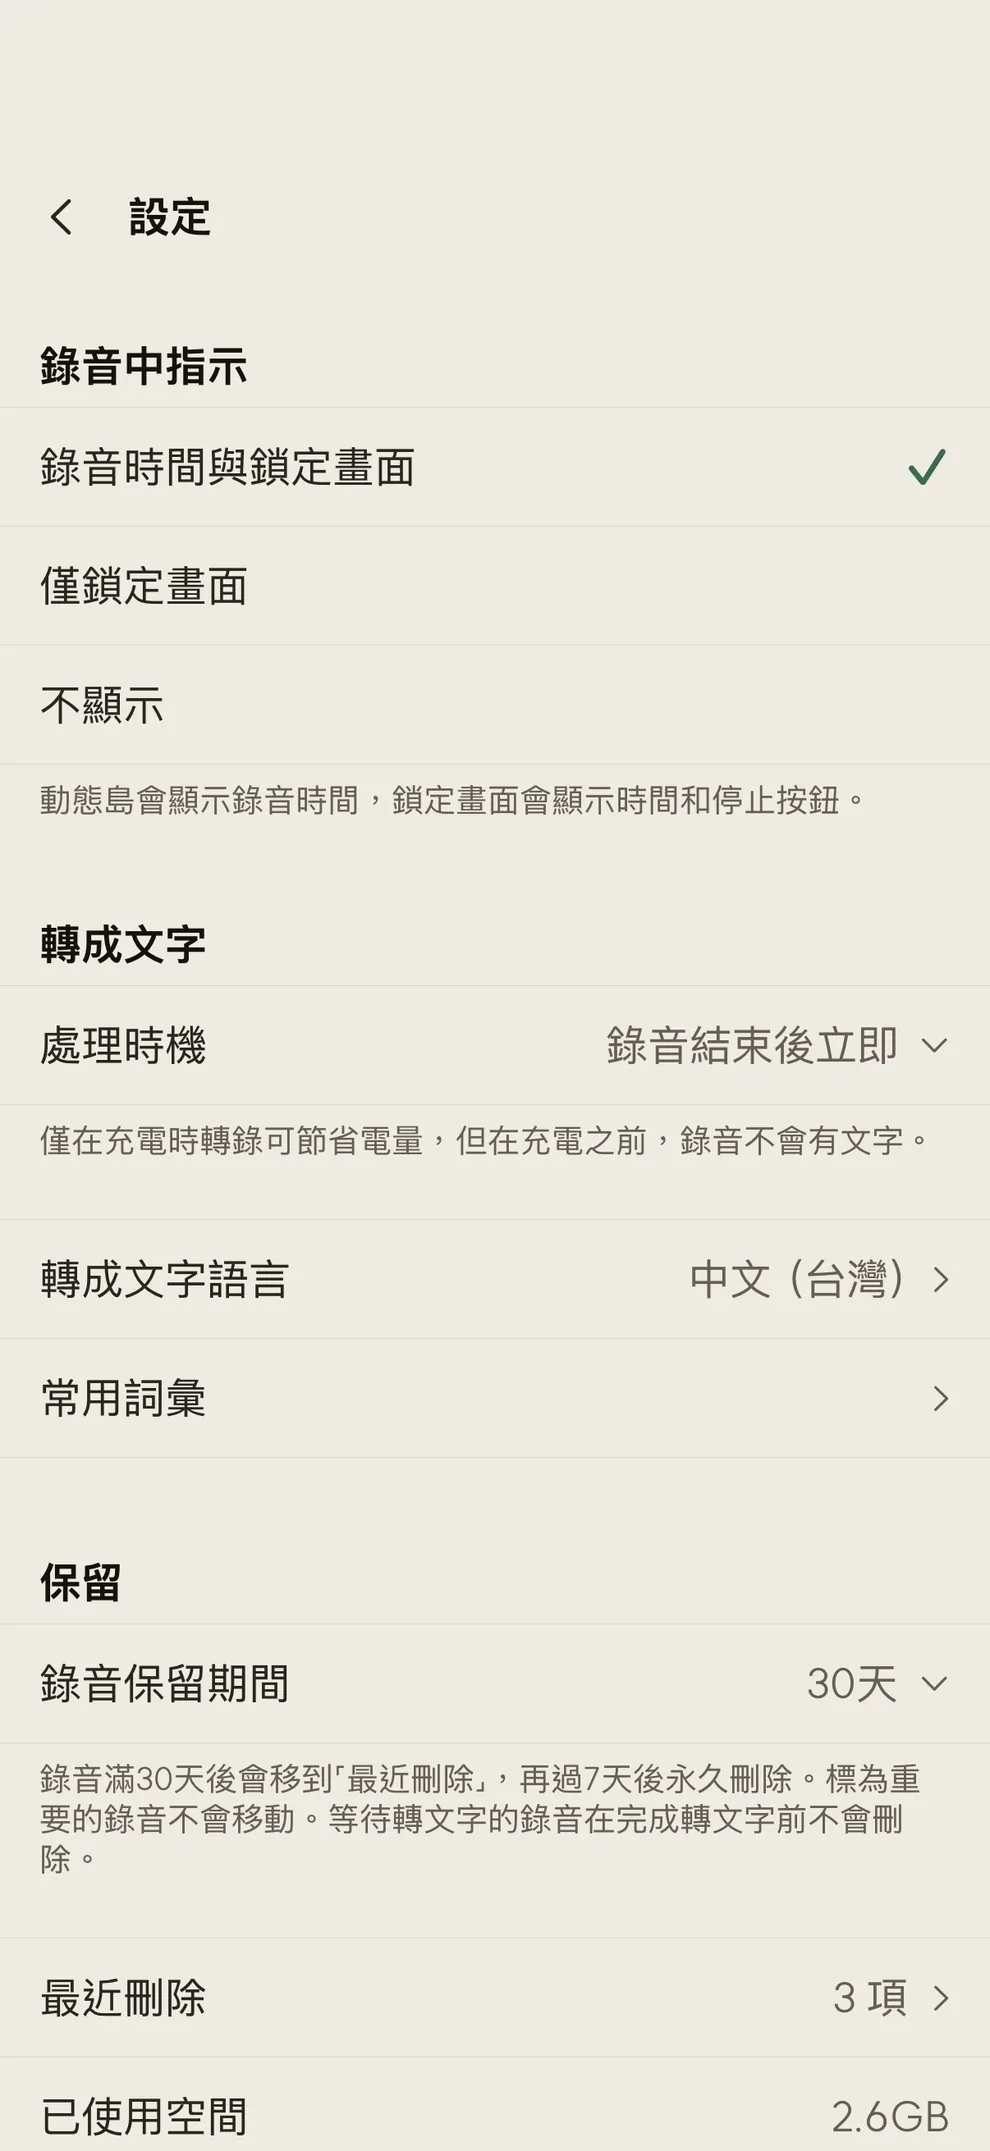 設定
錄音中指示
錄音時間與鎖定畫面
僅鎖定畫面
不顯示
動態島會顯示錄音時間，鎖定畫面會顯示時間和停止按鈕。
轉成文字
處理時機 錄音結束後立即
僅在充電時轉錄可節省電量，但在充電之前，錄音不會有文字。
轉成文字語言 中文（台灣）
常用詞彙
保留
錄音保留期間 30天
錄音滿30天後會移到「最近刪除」，再過7天後永久刪除。標為重
要的錄音不會移動。等待轉文字的錄音在完成轉文字前不會刪
除。
最近刪除 3 項
已使用空間 2.6GB